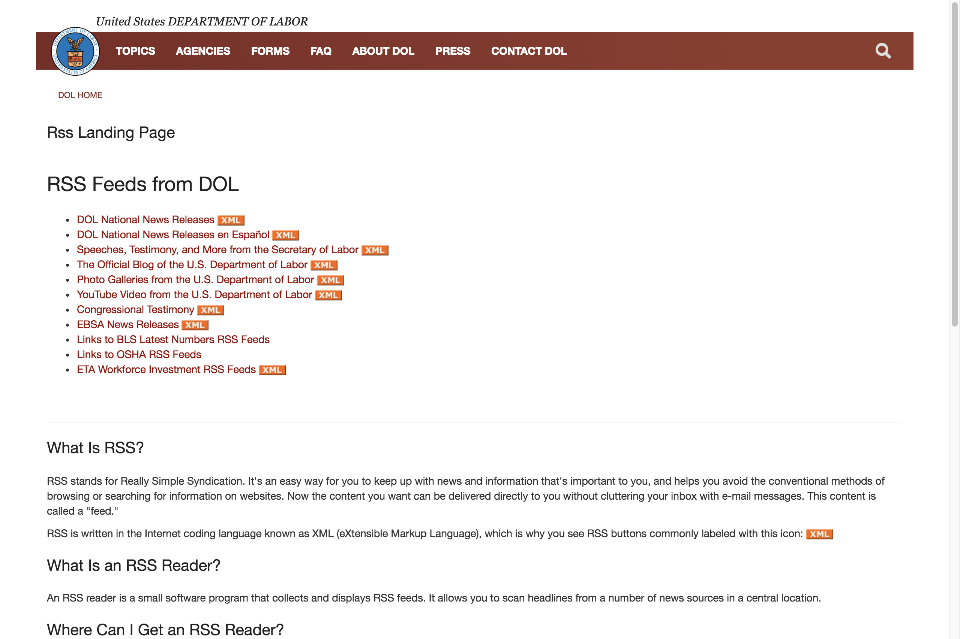 United States DEPARTMENT OF LABOR
TOPICS AGENCIES FORMS FAQ ABOUT DOL PRESS CONTACT DOL
DOL HOME
Rss Landing Page
RSS Feeds from DOL
• DOL National News Releases XML
• DOL National News Releases en Español XML
• Speeches, Testimony, and More from the Secretary of Labor XML
• The Official Blog of the U.S. Department of Labor XML
• Photo Galleries from the U.S. Department of Labor XML
• YouTube Video from the U.S. Department of Labor XML
• Congressional Testimony XML
• EBSA News Releases XML
• Links to BLS Latest Numbers RSS Feeds
• Links to OSHA RSS Feeds
• ETA Workforce Investment RSS Feeds XML
What Is RSS?
RSS stands for Really Simple Syndication. It's an easy way for you to keep up with news and information that's important to you, and helps you avoid the conventional methods of
browsing or searching for information on websites. Now the content you want can be delivered directly to you without cluttering your inbox with e-mail messages. This content is
called a "feed."
RSS is written in the Internet coding language known as XML (eXtensible Markup Language), which is why you see RSS buttons commonly labeled with this icon: XML
What Is an RSS Reader?
An RSS reader is a small software program that collects and displays RSS feeds. It allows you to scan headlines from a number of news sources in a central location.
Where Can I Get an RSS Reader?